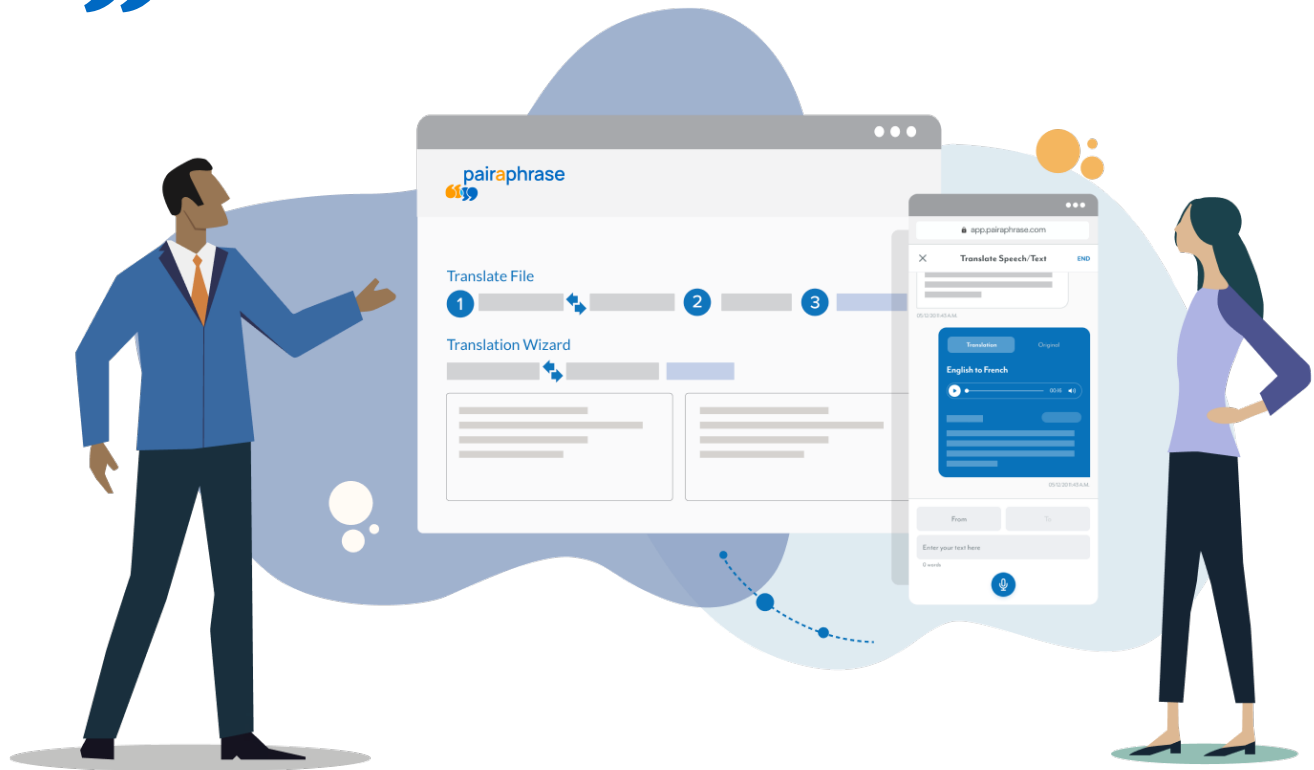 pairaphrase
Translate File
1
2
3
Translation Wizard
app.pairaphrase.com
Translate Speech/Text
END
Translation
Original
English to French
From
To
Enter your text here
0 words